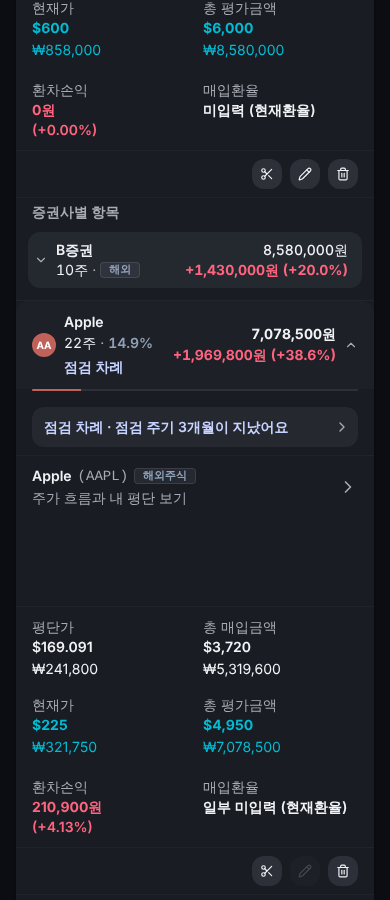 현재가
총 평가금액
$600
$6,000
₩858,000
₩8,580,000
환차손익
매입환율
0원
미입력 (현재환율)
(+0.00%)
증권사별 항목
B증권
8,580,000원
10주 · 해외
+1,430,000원 (+20.0%)
Apple
7,078,500원
AA
22주 · 14.9%
+1,969,800원 (+38.6%)
점검 차례
점검 차례 · 점검 주기 3개월이 지났어요
Apple (AAPL) 해외주식
주가 흐름과 내 평단 보기
평단가
총 매입금액
$169.091
$3,720
₩241,800
₩5,319,600
현재가
총 평가금액
$225
$4,950
₩321,750
₩7,078,500
환차손익
매입환율
210,900원
일부 미입력 (현재환율)
(+4.13%)